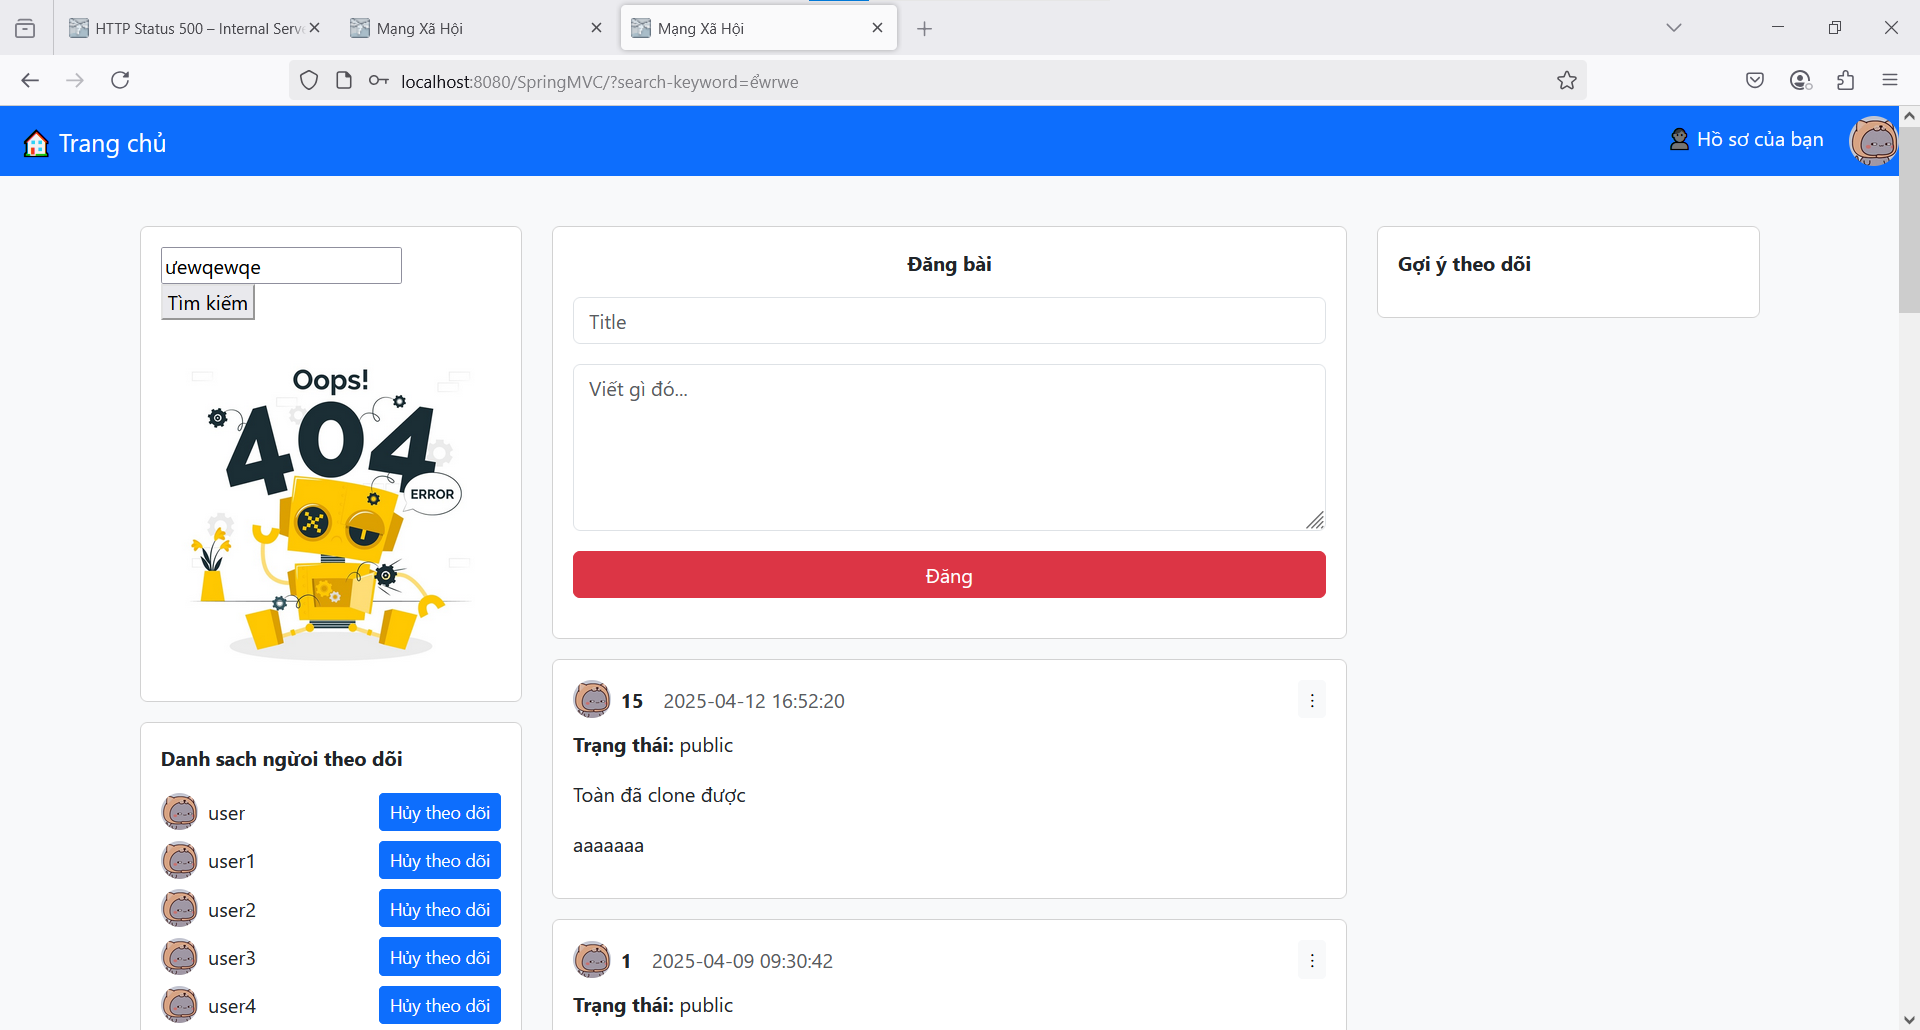 HTTP Status 500 – Internal Serv
Mạng Xã Hội
Mạng Xã Hội
localhost:8080/SpringMVC/?search-keyword=ểwrwe
Trang chủ
Hồ sơ của bạn
ưewqewqe
Tìm kiếm
Oops!
404
ERROR
Danh sach ngừoi theo dõi
user
Hủy theo dõi
user1
Hủy theo dõi
user2
Hủy theo dõi
user3
Hủy theo dõi
user4
Hủy theo dõi
Đăng bài
Title
Viết gì đó...
Đăng
15 2025-04-12 16:52:20
Trạng thái: public
Toàn đã clone được
aaaaaaa
1 2025-04-09 09:30:42
Trạng thái: public
Gợi ý theo dõi